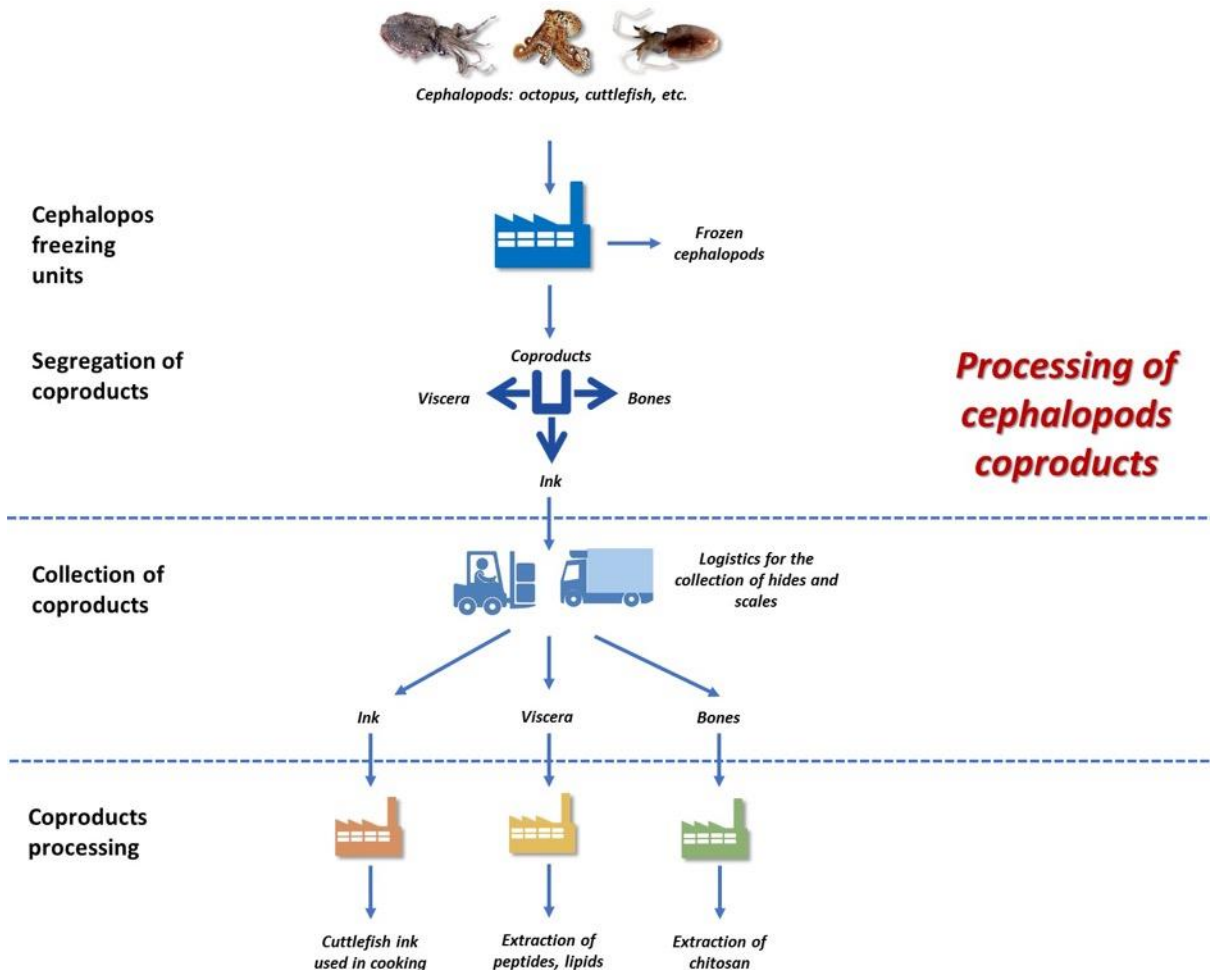 Cephalopods: octopus, cuttlefish, etc.
Cephalopos
freezing
units
Frozen
cephalopods
Segregation of
coproducts
Coproducts
Viscera
Bones
Ink
Processing of
cephalopods
coproducts
Collection of
coproducts
Logistics for the
collection of hides and
scales
Ink
Viscera
Bones
Coproducts
processing
Cuttlefish ink
used in cooking
Extraction of
peptides, lipids
Extraction of
chitosan